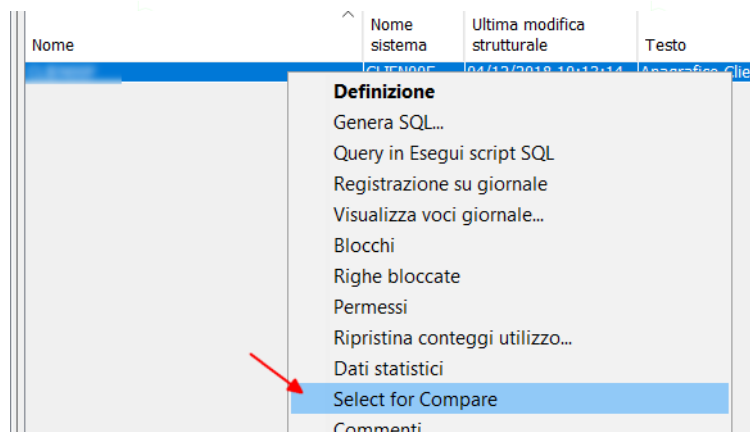 Nome
Nome sistema
Ultima modifica strutturale
Testo
Definizione
Genera SQL...
Query in Esegui script SQL
Registrazione su giornale
Visualizza voci giornale...
Blocchi
Righe bloccate
Permessi
Ripristina conteggi utilizzo...
Dati statistici
Select for Compare
Commenti